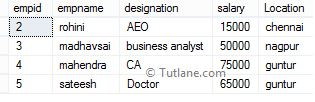 empid empname designation salary Location
2 rohini AEO 15000 chennai
3 madhavsai business analyst 50000 nagpur
4 mahendra CA 75000 guntur
5 sateesh Doctor 65000 guntur
© Tutlane.com